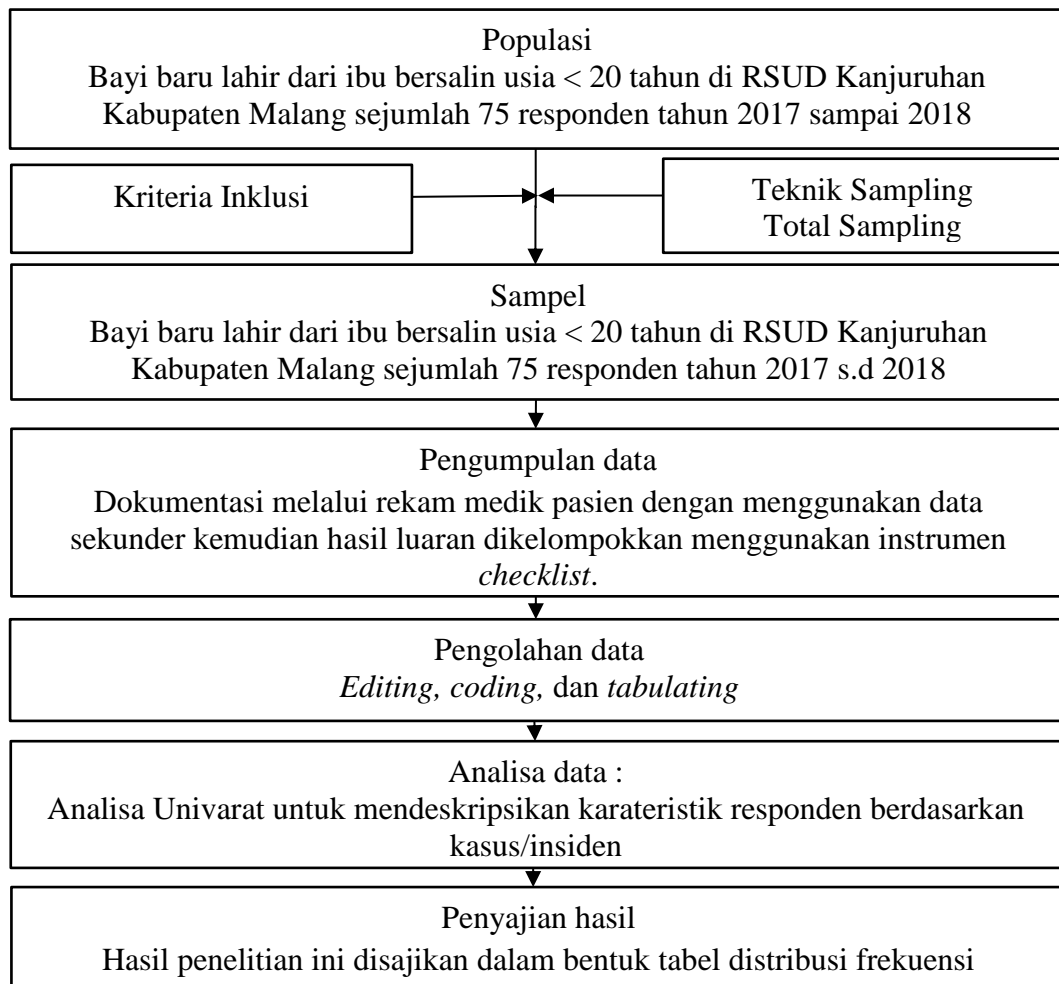 Populasi
Bayi baru lahir dari ibu bersalin usia < 20 tahun di RSUD Kanjuruhan
Kabupaten Malang sejumlah 75 responden tahun 2017 sampai 2018
Kriteria Inklusi
Teknik Sampling
Total Sampling
Sampel
Bayi baru lahir dari ibu bersalin usia < 20 tahun di RSUD Kanjuruhan
Kabupaten Malang sejumlah 75 responden tahun 2017 s.d 2018
Pengumpulan data
Dokumentasi melalui rekam medik pasien dengan menggunakan data
sekunder kemudian hasil luaran dikelompokkan menggunakan instrumen
checklist.
Pengolahan data
Editing, coding, dan tabulating
Analisa data :
Analisa Univarat untuk mendeskripsikan karateristik responden berdasarkan
kasus/insiden
Penyajian hasil
Hasil penelitian ini disajikan dalam bentuk tabel distribusi frekuensi